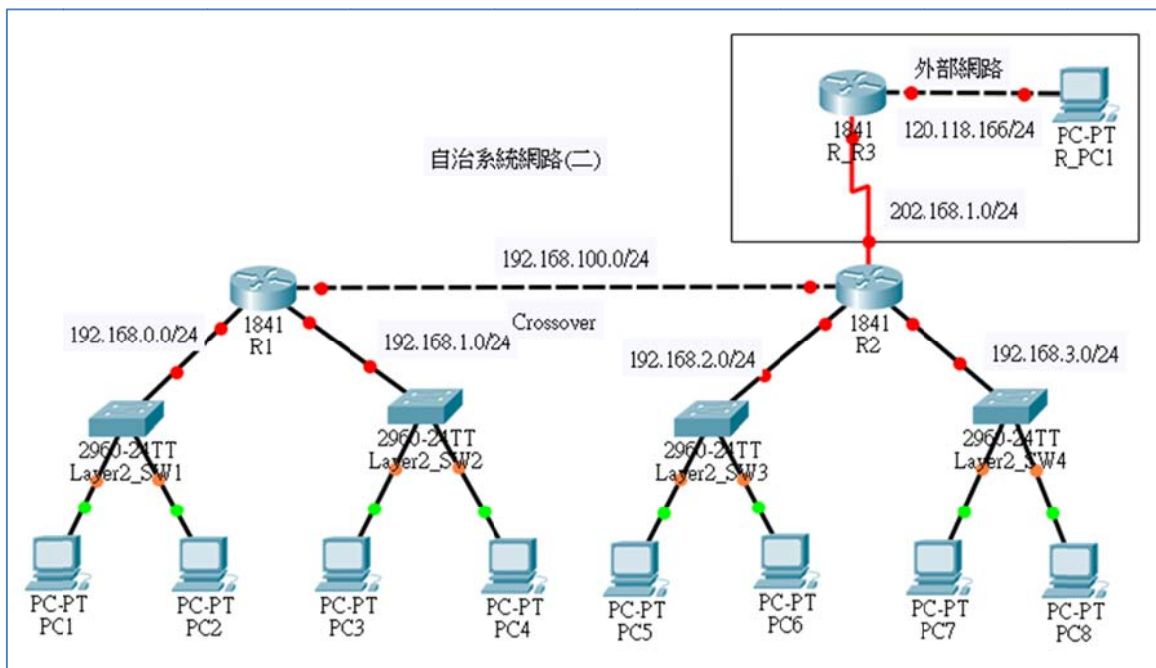 外部網路
1841
R_R3
120.118.166/24
PC-PT
R_PC1
自治系統網路(二)
202.168.1.0/24
192.168.100.0/24
1841
R1
Crossover
1841
R2
192.168.0.0/24
192.168.1.0/24
192.168.2.0/24
192.168.3.0/24
2960-24TT
Layer2_SW1
2960-24TT
Layer2_SW2
2960-24TT
Layer2_SW3
2960-24TT
Layer2_SW4
PC-PT
PC1
PC-PT
PC2
PC-PT
PC3
PC-PT
PC4
PC-PT
PC5
PC-PT
PC6
PC-PT
PC7
PC-PT
PC8